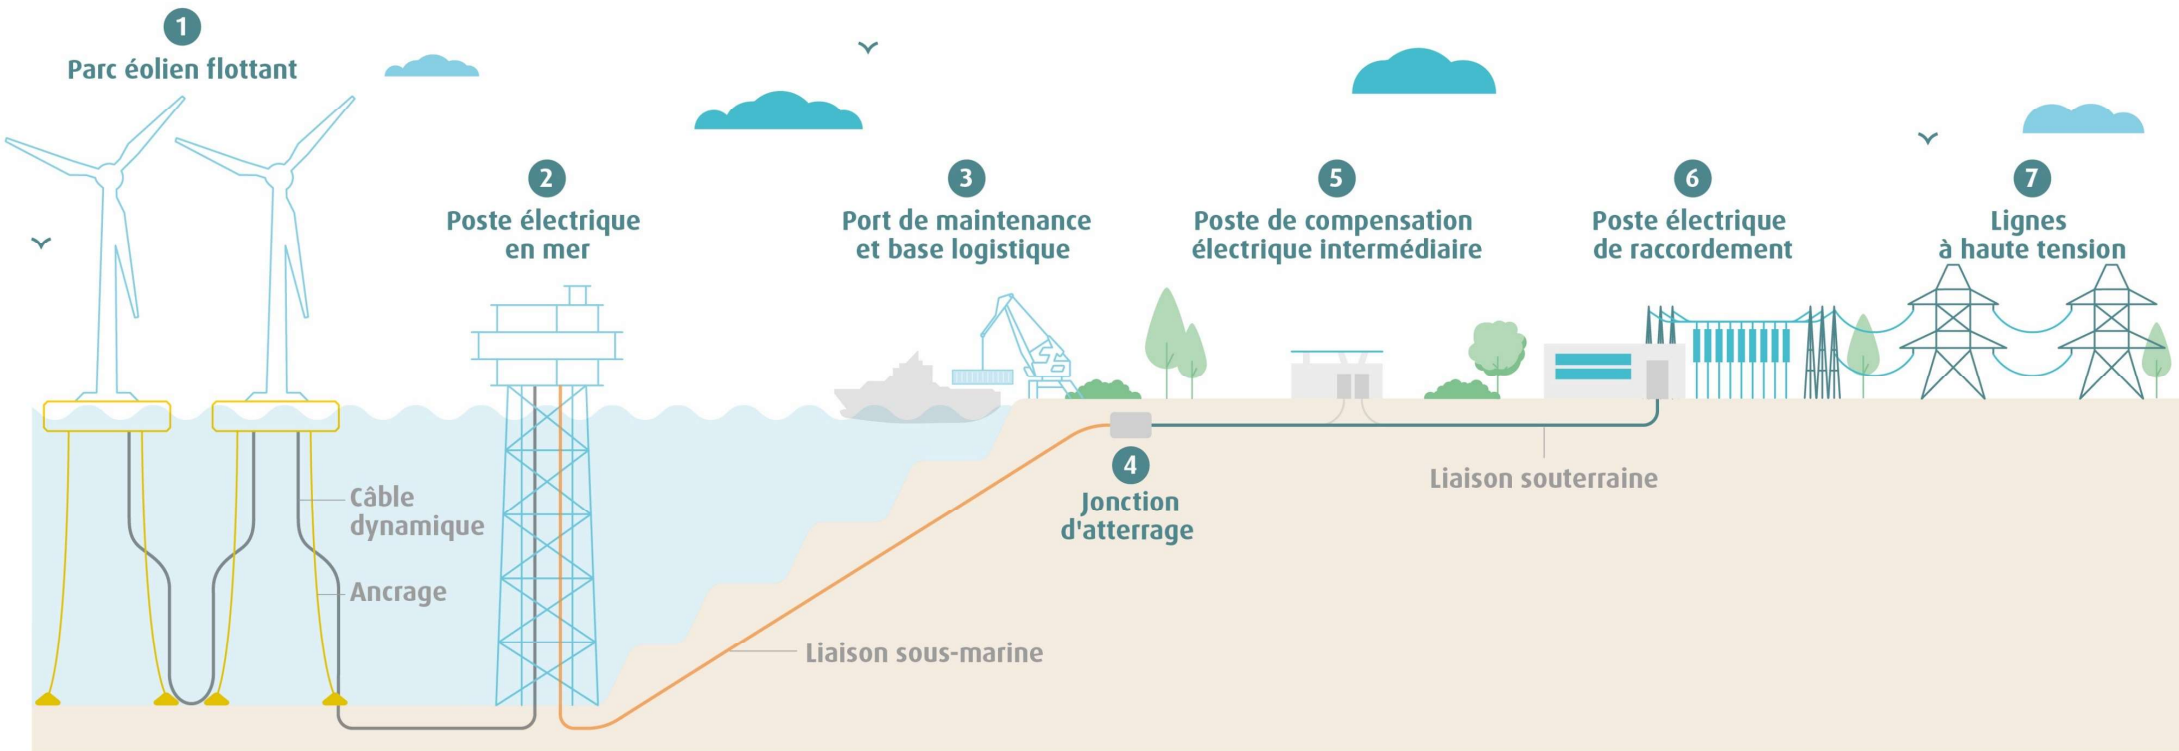 1
Parc éolien flottant
2
Poste électrique
en mer
3
Port de maintenance
et base logistique
5
Poste de compensation
électrique intermédiaire
6
Poste électrique
de raccordement
7
Lignes
à haute tension
4
Jonction
d'atterrage
Câble
dynamique
Ancrage
Liaison sous-marine
Liaison souterraine